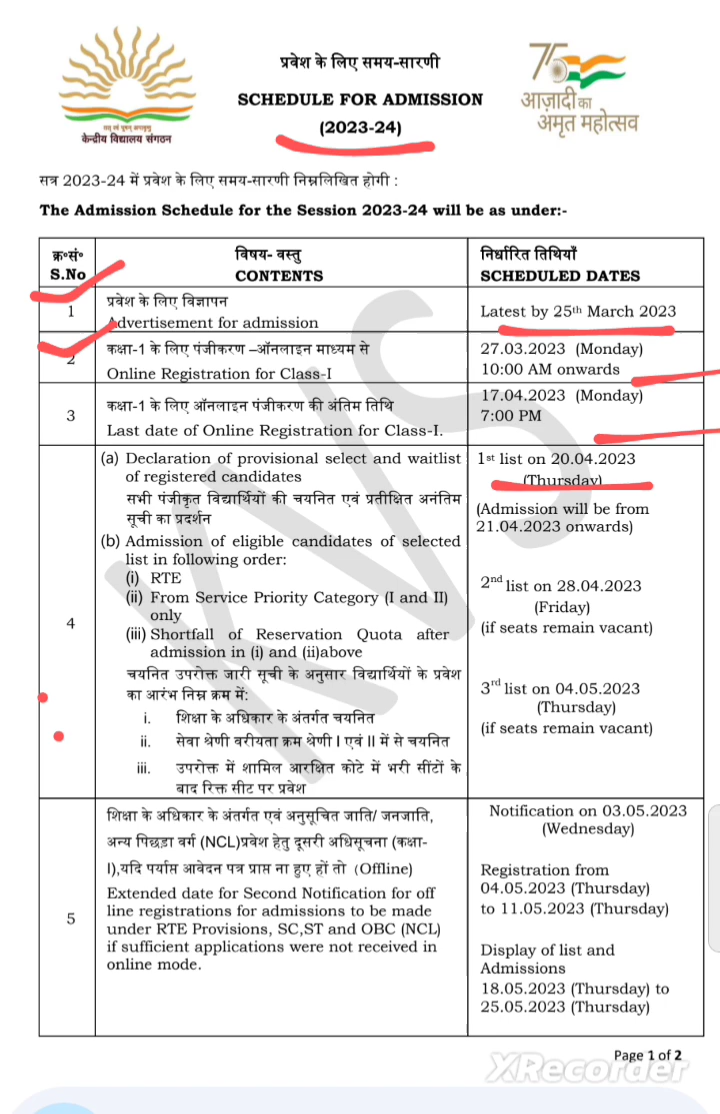 प्रवेश के लिए समय-सारणी
SCHEDULE FOR ADMISSION
(2023-24)
केन्द्रीय विद्यालय संगठन
75
आज़ादी का
अमृत महोत्सव
सत्र 2023-24 में प्रवेश के लिए समय-सारणी निम्नलिखित होगी :
The Admission Schedule for the Session 2023-24 will be as under:-
क्र॰सं॰
S.No
विषय- वस्तु
CONTENTS
निर्धारित तिथियाँ
SCHEDULED DATES
1
प्रवेश के लिए विज्ञापन
Advertisement for admission
Latest by 25th March 2023
2
कक्षा-1 के लिए पंजीकरण –ऑनलाइन माध्यम से
Online Registration for Class-I
27.03.2023 (Monday)
10:00 AM onwards
3
कक्षा-1 के लिए ऑनलाइन पंजीकरण की अंतिम तिथि
Last date of Online Registration for Class-I.
17.04.2023 (Monday)
7:00 PM
4
(a) Declaration of provisional select and waitlist
of registered candidates
सभी पंजीकृत विद्यार्थियों की चयनित एवं प्रतीक्षित अनंतिम
सूची का प्रदर्शन
(b) Admission of eligible candidates of selected
list in following order:
(i) RTE
(ii) From Service Priority Category (I and II)
only
(iii) Shortfall of Reservation Quota after
admission in (i) and (ii)above
चयनित उपरोक्त जारी सूची के अनुसार विद्यार्थियों के प्रवेश
का आरंभ निम्न क्रम में:
i. शिक्षा के अधिकार के अंतर्गत चयनित
ii. सेवा श्रेणी वरीयता क्रम श्रेणी I एवं II में से चयनित
iii. उपरोक्त में शामिल आरक्षित कोटे में भरी सींटों के
बाद रिक्त सीट पर प्रवेश
1st list on 20.04.2023
(Thursday)
(Admission will be from
21.04.2023 onwards)
2nd list on 28.04.2023
(Friday)
(if seats remain vacant)
3rd list on 04.05.2023
(Thursday)
(if seats remain vacant)
5
शिक्षा के अधिकार के अंतर्गत एवं अनुसूचित जाति/ जनजाति,
अन्य पिछड़ा वर्ग (NCL)प्रवेश हेतु दूसरी अधिसूचना (कक्षा-
I),यदि पर्याप्त आवेदन पत्र प्राप्त ना हुए हों तो (Offline)
Extended date for Second Notification for off
line registrations for admissions to be made
under RTE Provisions, SC,ST and OBC (NCL)
if sufficient applications were not received in
online mode.
Notification on 03.05.2023
(Wednesday)
Registration from
04.05.2023 (Thursday)
to 11.05.2023 (Thursday)
Display of list and
Admissions
18.05.2023 (Thursday) to
25.05.2023 (Thursday)
KVS
Page 1 of 2
XRecorder